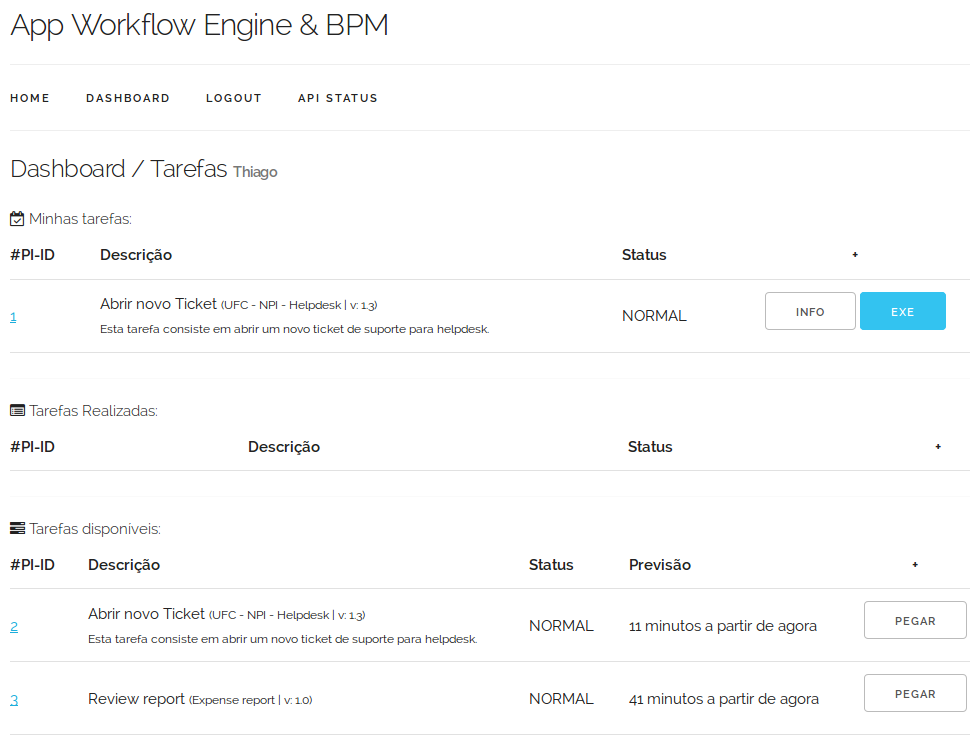 App Workflow Engine & BPM
HOME DASHBOARD LOGOUT API STATUS
Dashboard / Tarefas Thiago
Minhas tarefas:
#PI-ID Descrição Status +
Abrir novo Ticket (UFC - NPI - Helpdesk | v: 1.3)
1 NORMAL INFO EXE
Esta tarefa consiste em abrir um novo ticket de suporte para helpdesk.
Tarefas Realizadas:
#PI-ID Descrição Status +
Tarefas disponíveis:
#PI-ID Descrição Status Previsão +
Abrir novo Ticket (UFC - NPI - Helpdesk | v: 1.3)
2 NORMAL 11 minutos a partir de agora PEGAR
Esta tarefa consiste em abrir um novo ticket de suporte para helpdesk.
3 Review report (Expense report | v: 1.0) NORMAL 41 minutos a partir de agora PEGAR